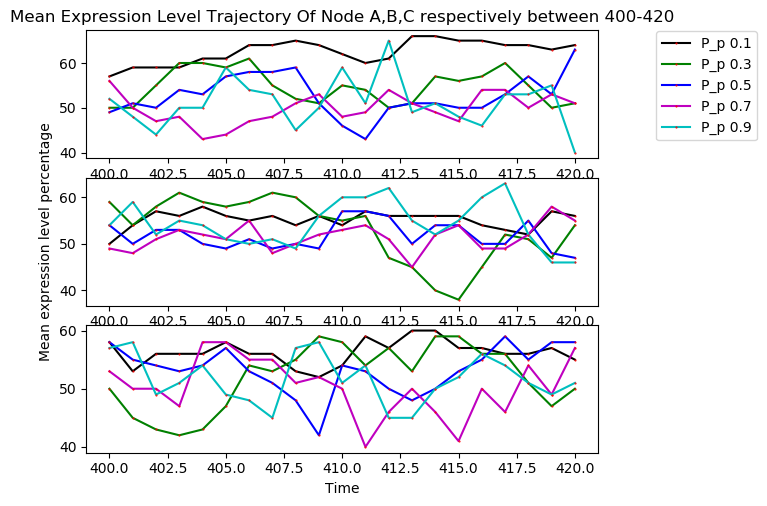 Mean Expression Level Trajectory Of Node A,B,C respectively between 400-420
P_p 0.1
P_p 0.3
P_p 0.5
P_p 0.7
P_p 0.9
Mean expression level percentage
60
50
40
400.0 402.5 405.0 407.5 410.0 412.5 415.0 417.5 420.0
60
50
40
400.0 402.5 405.0 407.5 410.0 412.5 415.0 417.5 420.0
60
50
40
400.0 402.5 405.0 407.5 410.0 412.5 415.0 417.5 420.0
Time